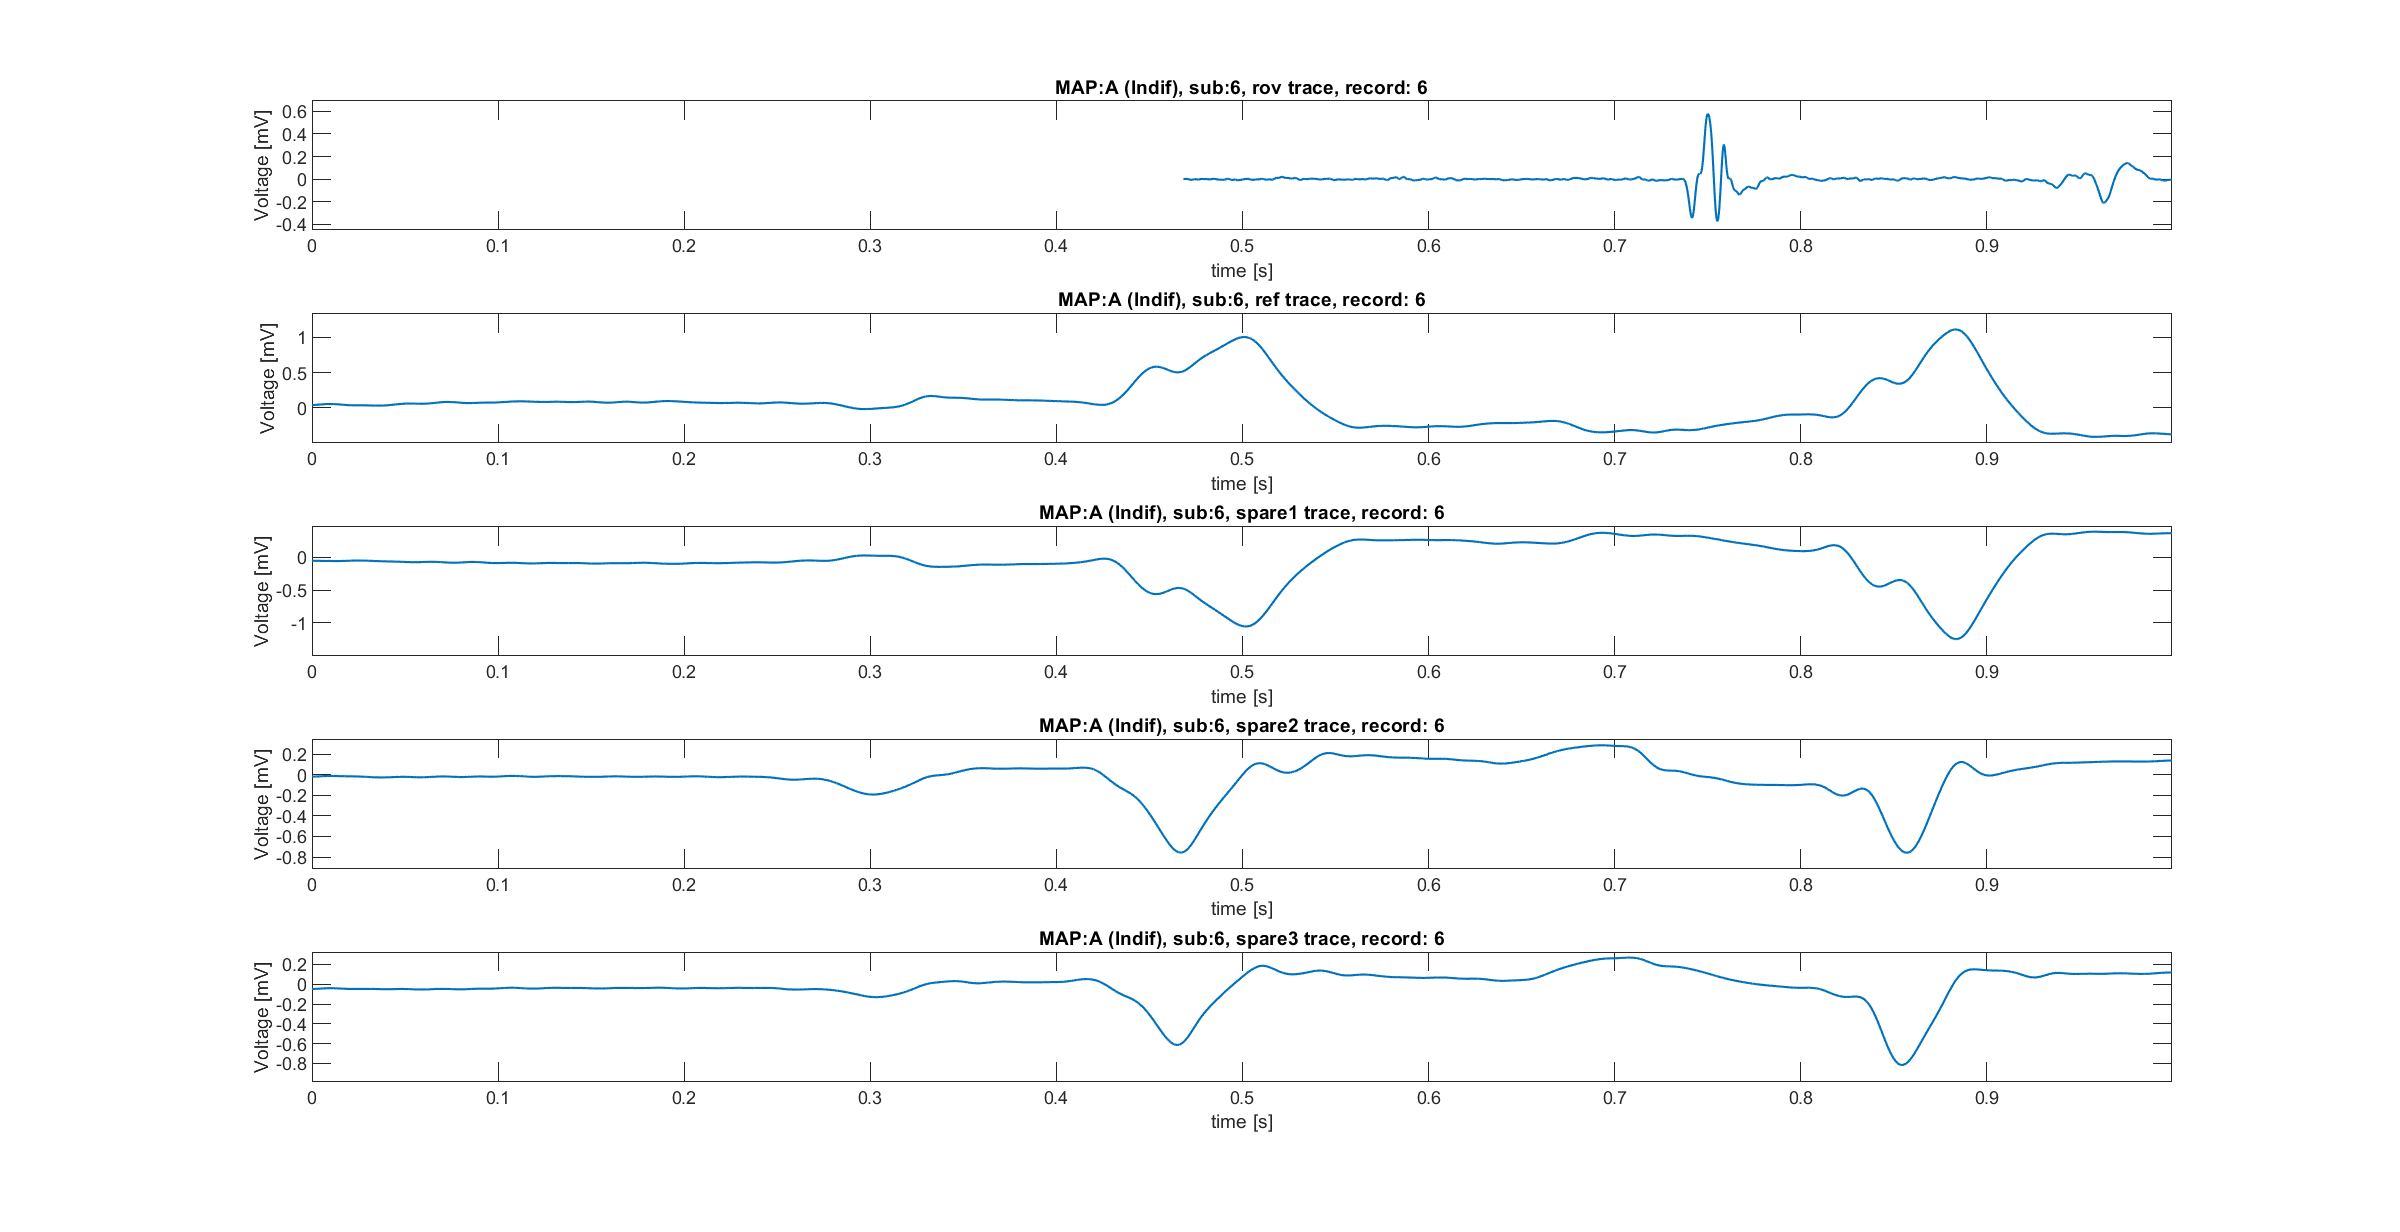 MAP:A (Indif), sub:6, rov trace, record: 6
Voltage [mV]
0.6
0.4
0.2
0
-0.2
-0.4
0 0.1 0.2 0.3 0.4 0.5 0.6 0.7 0.8 0.9
time [s]
MAP:A (Indif), sub:6, ref trace, record: 6
Voltage [mV]
1
0.5
0
0 0.1 0.2 0.3 0.4 0.5 0.6 0.7 0.8 0.9
time [s]
MAP:A (Indif), sub:6, spare1 trace, record: 6
Voltage [mV]
0
-0.5
-1
0 0.1 0.2 0.3 0.4 0.5 0.6 0.7 0.8 0.9
time [s]
MAP:A (Indif), sub:6, spare2 trace, record: 6
Voltage [mV]
0.2
0
-0.2
-0.4
-0.6
-0.8
0 0.1 0.2 0.3 0.4 0.5 0.6 0.7 0.8 0.9
time [s]
MAP:A (Indif), sub:6, spare3 trace, record: 6
Voltage [mV]
0.2
0
-0.2
-0.4
-0.6
-0.8
0 0.1 0.2 0.3 0.4 0.5 0.6 0.7 0.8 0.9
time [s]